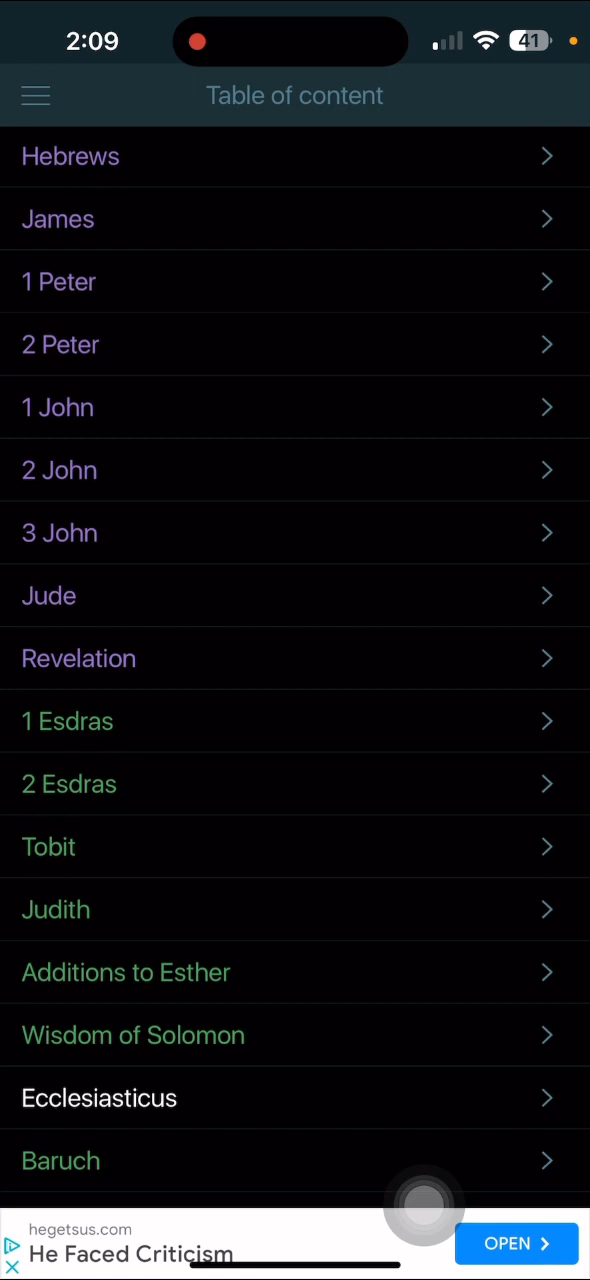 2:09
41
Table of content
Hebrews
James
1 Peter
2 Peter
1 John
2 John
3 John
Jude
Revelation
1 Esdras
2 Esdras
Tobit
Judith
Additions to Esther
Wisdom of Solomon
Ecclesiasticus
Baruch
hegetsus.com
He Faced Criticism
OPEN